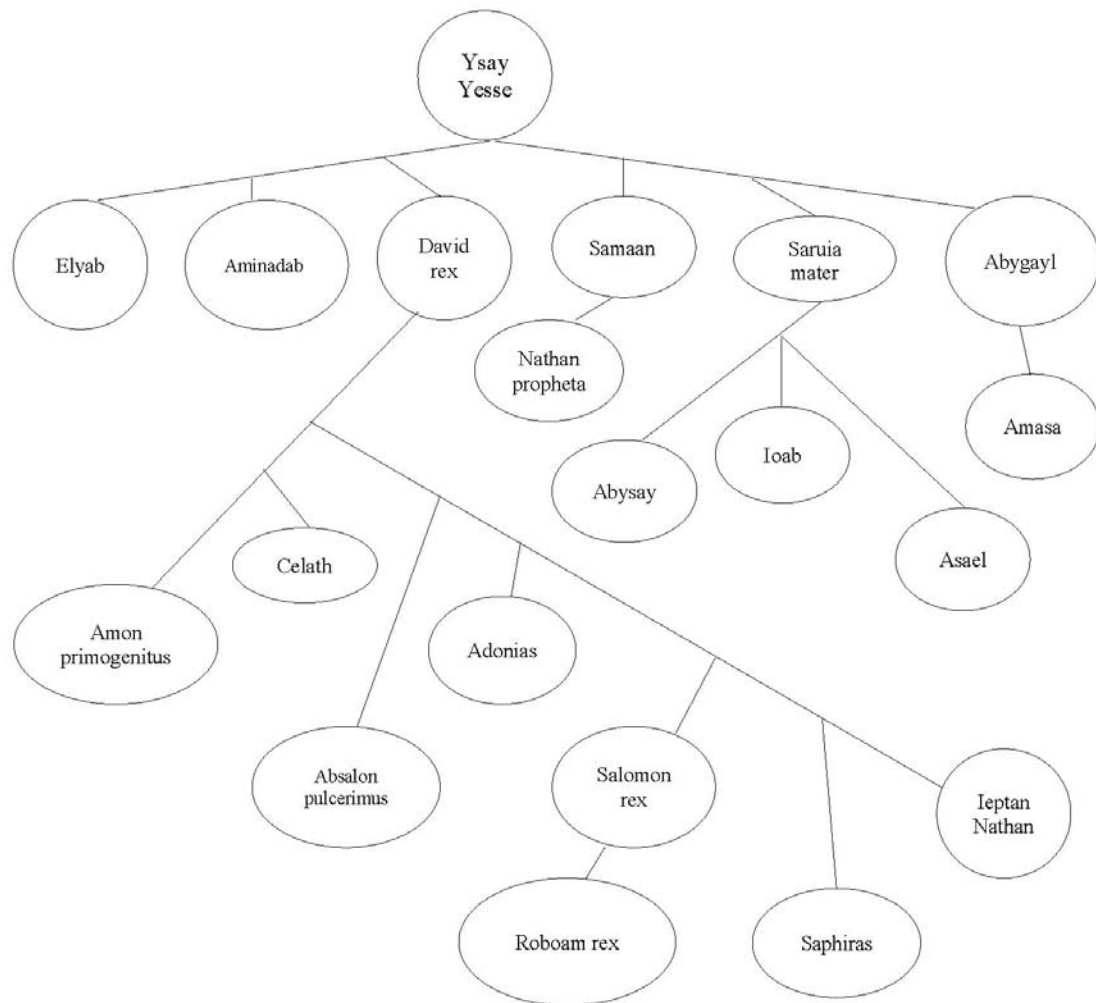 Ysay
Yesse
Elyab
Aminadab
David
rex
Samaan
Saruia
mater
Abygayl
Nathan
propheta
Amasa
Abysay
Ioab
Asael
Celath
Amon
primogenitus
Adonias
Absalon
pulcerimus
Salomon
rex
Ieptan
Nathan
Roboam rex
Saphiras